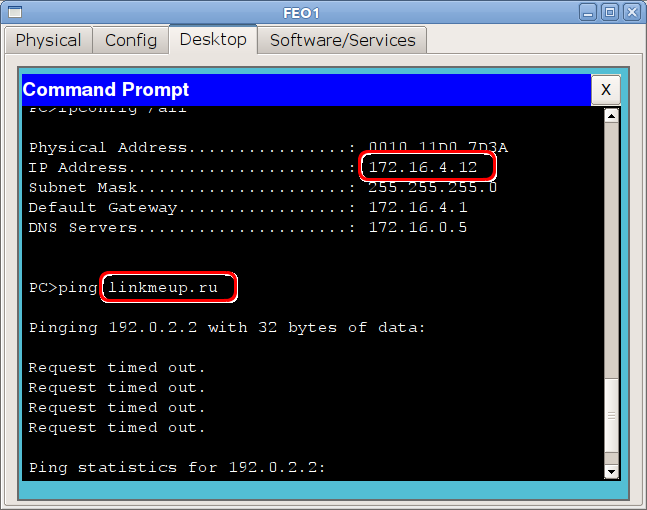 FEO1
Physical Config Desktop Software/Services
Command Prompt X
PC>ipconfig /all
Physical Address................: 0010.11D0.7D3A
IP Address......................: 172.16.4.12
Subnet Mask.....................: 255.255.255.0
Default Gateway.................: 172.16.4.1
DNS Servers.....................: 172.16.0.5
PC>ping linkmeup.ru
Pinging 192.0.2.2 with 32 bytes of data:
Request timed out.
Request timed out.
Request timed out.
Request timed out.
Ping statistics for 192.0.2.2: